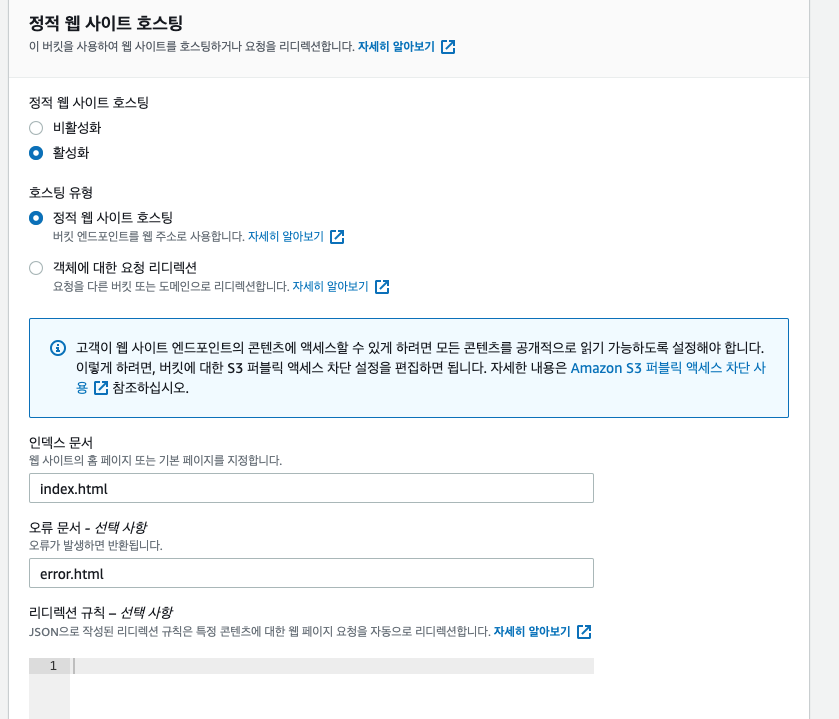 정적 웹 사이트 호스팅
이 버킷을 사용하여 웹 사이트를 호스팅하거나 요청을 리디렉션합니다. 자세히 알아보기
정적 웹 사이트 호스팅
비활성화
활성화
호스팅 유형
정적 웹 사이트 호스팅
버킷 엔드포인트를 웹 주소로 사용합니다. 자세히 알아보기
객체에 대한 요청 리디렉션
요청을 다른 버킷 또는 도메인으로 리디렉션합니다. 자세히 알아보기
고객이 웹 사이트 엔드포인트의 콘텐츠에 액세스할 수 있게 하려면 모든 콘텐츠를 공개적으로 읽기 가능하도록 설정해야 합니다.
이렇게 하려면, 버킷에 대한 S3 퍼블릭 액세스 차단 설정을 편집하면 됩니다. 자세한 내용은 Amazon S3 퍼블릭 액세스 차단 사
용 참조하십시오.
인덱스 문서
웹 사이트의 홈 페이지 또는 기본 페이지를 지정합니다.
index.html
오류 문서 - 선택 사항
오류가 발생하면 반환됩니다.
error.html
리디렉션 규칙 – 선택 사항
JSON으로 작성된 리디렉션 규칙은 특정 콘텐츠에 대한 웹 페이지 요청을 자동으로 리디렉션합니다. 자세히 알아보기
1